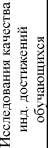 Исследования качества
инд. достижений
обучающихся